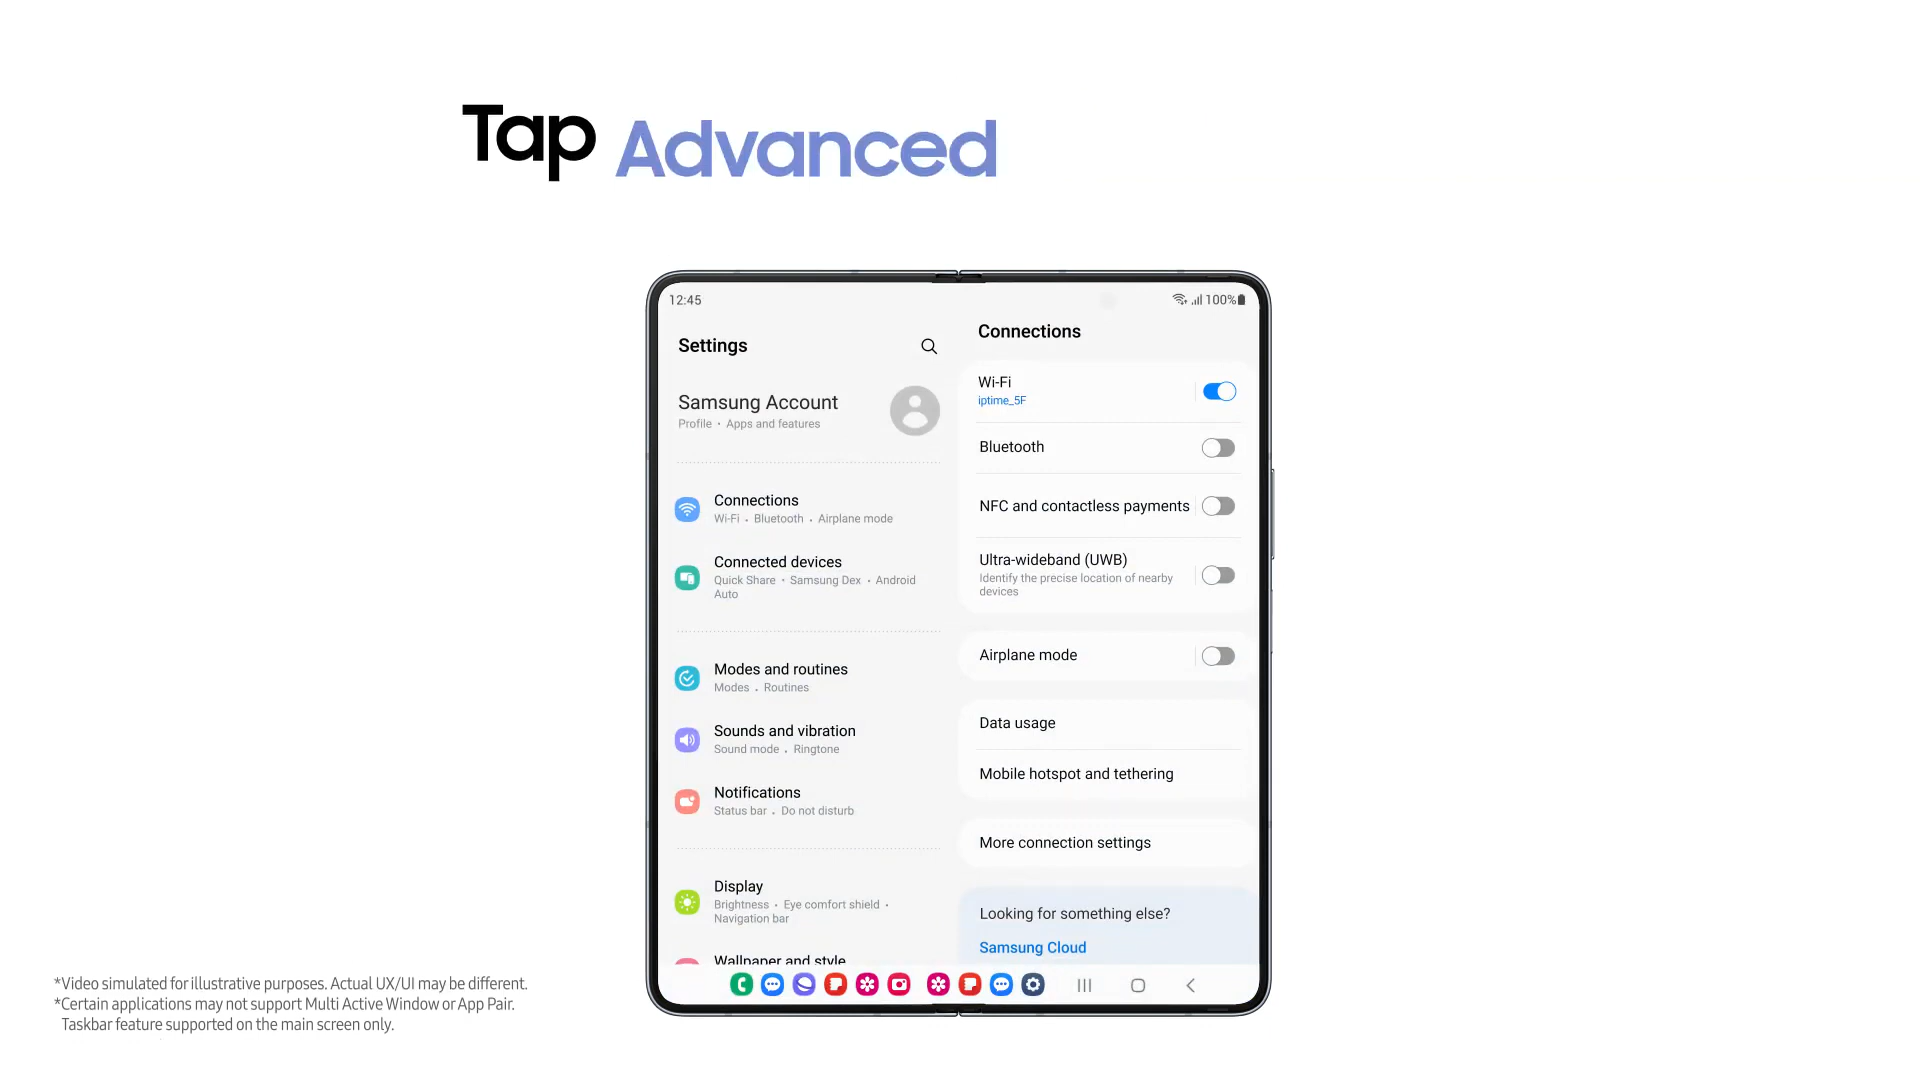 Tap Advanced
12:45
100%
Settings
Samsung Account
Profile • Apps and features
Connections
Wi-Fi • Bluetooth • Airplane mode
Connected devices
Quick Share • Samsung Dex • Android
Auto
Modes and routines
Modes • Routines
Sounds and vibration
Sound mode • Ringtone
Notifications
Status bar • Do not disturb
Display
Brightness • Eye comfort shield •
Navigation bar
Wallpaper and style
Connections
Wi-Fi
iptime_5F
Bluetooth
NFC and contactless payments
Ultra-wideband (UWB)
Identify the precise location of nearby
devices
Airplane mode
Data usage
Mobile hotspot and tethering
More connection settings
Looking for something else?
Samsung Cloud
*Video simulated for illustrative purposes. Actual UX/UI may be different.
*Certain applications may not support Multi Active Window or App Pair.
Taskbar feature supported on the main screen only.